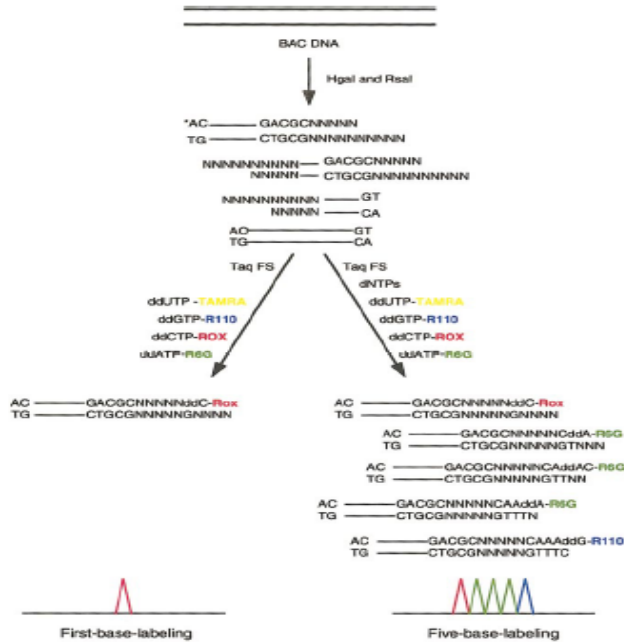 BAC DNA
HgaI and RsaI
*AC GACGCNNNNN
TG CTGCGNNNNNNNNNN
NNNNNNNNNN GACGCNNNNN
NNNNN CTGCGNNNNNNNNNN
NNNNNNNNNN GT
NNNNN CA
AC GT
TG CA
Taq FS
ddUTP-TAMRA
ddGTP-R110
ddCTP-ROX
ddATP-R6G
Taq FS
dNTPs
ddUTP-TAMRA
ddGTP-R110
ddCTP-ROX
ddATP-R6G
AC GACGCNNNNNddC-Rox
TG CTGCGNNNNNGNNNN
AC GACGCNNNNNddC-Rox
TG CTGCGNNNNNGNNNN
AC GACGCNNNNNCddA-R6G
TG CTGCGNNNNNGTNNN
AC GACGCNNNNNCAddAC-R6G
TG CTGCGNNNNNGTTNN
AC GACGCNNNNNCAAddA-R6G
TG CTGCGNNNNNGTTTN
AC GACGCNNNNNCAAAddG-R110
TG CTGCGNNNNNGTTTC
First-base-labeling
Five-base-labeling